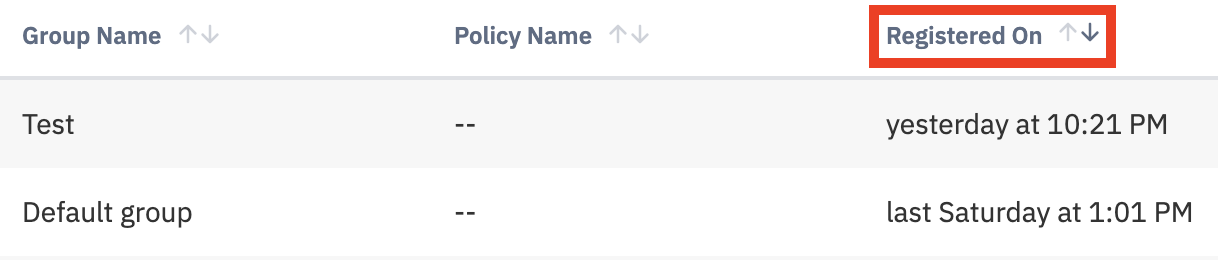 Group Name ↑↓ Policy Name ↑↓ Registered On ↑↓
Test -- yesterday at 10:21 PM
Default group -- last Saturday at 1:01 PM